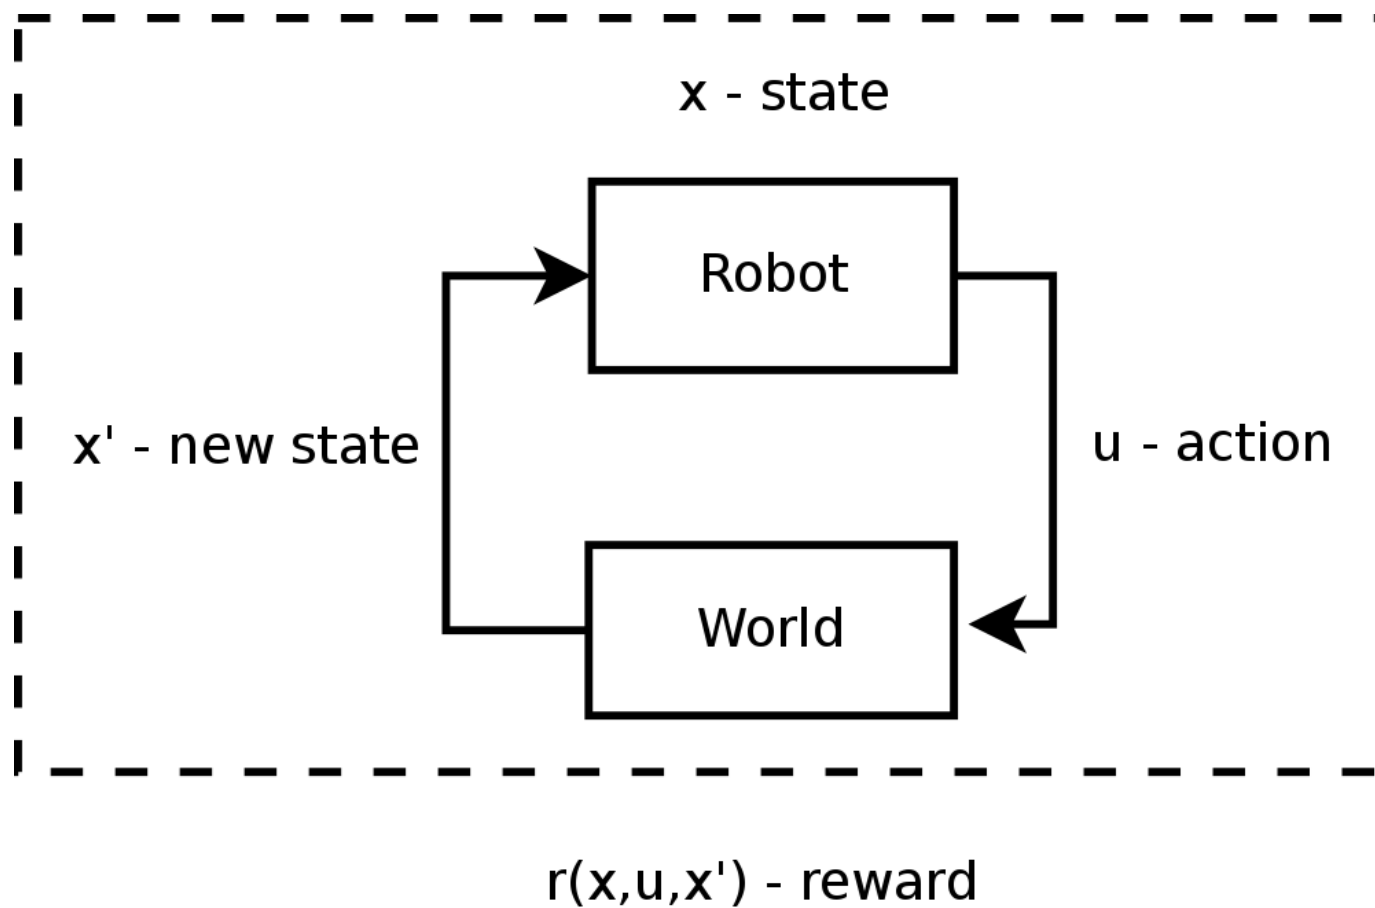 x - state
Robot
x' - new state
u - action
World
r(x,u,x') - reward